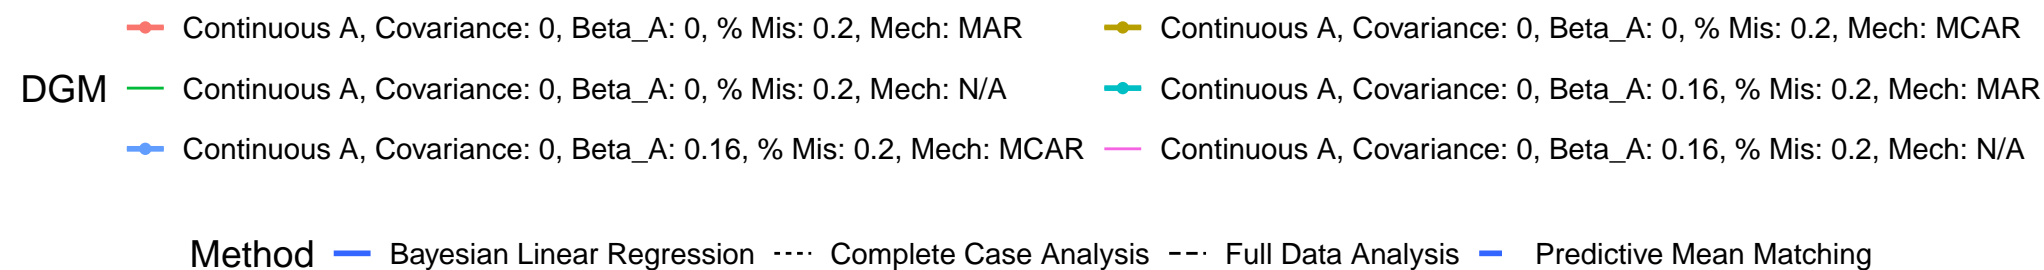 Continuous A, Covariance: 0, Beta_A: 0, % Mis: 0.2, Mech: MAR Continuous A, Covariance: 0, Beta_A: 0, % Mis: 0.2, Mech: MCAR
DGM Continuous A, Covariance: 0, Beta_A: 0, % Mis: 0.2, Mech: N/A Continuous A, Covariance: 0, Beta_A: 0.16, % Mis: 0.2, Mech: MAR
Continuous A, Covariance: 0, Beta_A: 0.16, % Mis: 0.2, Mech: MCAR Continuous A, Covariance: 0, Beta_A: 0.16, % Mis: 0.2, Mech: N/A
Method Bayesian Linear Regression Complete Case Analysis Full Data Analysis Predictive Mean Matching